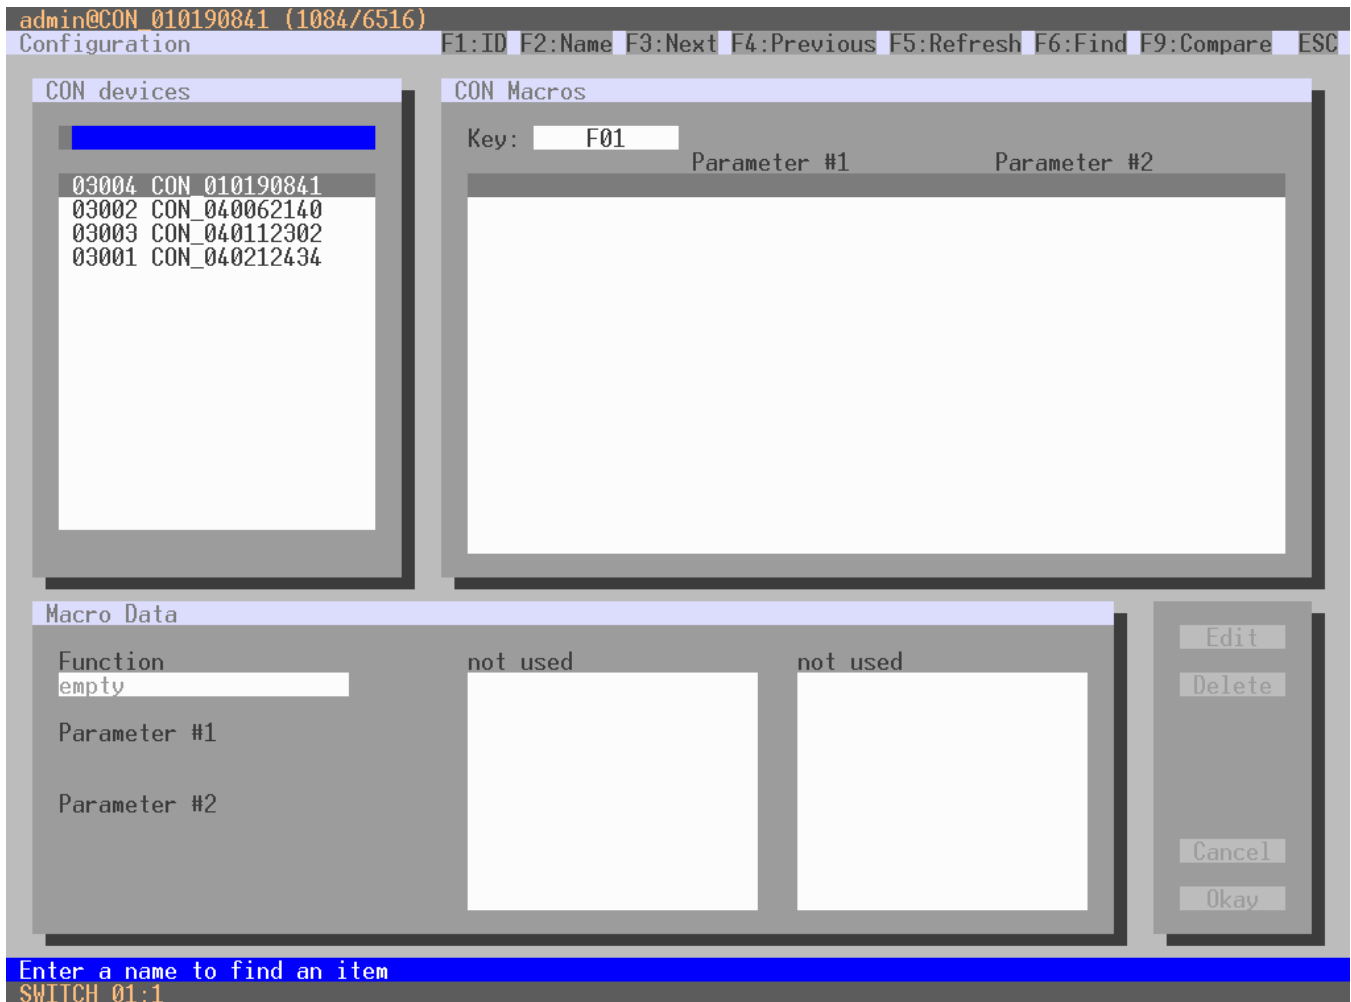 admin@CON_010190841 (1084/6516)
Configuration F1:ID F2:Name F3:Next F4:Previous F5:Refresh F6:Find F9:Compare ESC
CON devices
03004 CON_010190841
03002 CON_040062140
03003 CON_040112302
03001 CON_040212434
CON Macros
Key: F01
Parameter #1 Parameter #2
Macro Data
Function not used not used
empty
Parameter #1
Parameter #2
Edit
Delete
Cancel
Okay
Enter a name to find an item
SWITCH 01:1